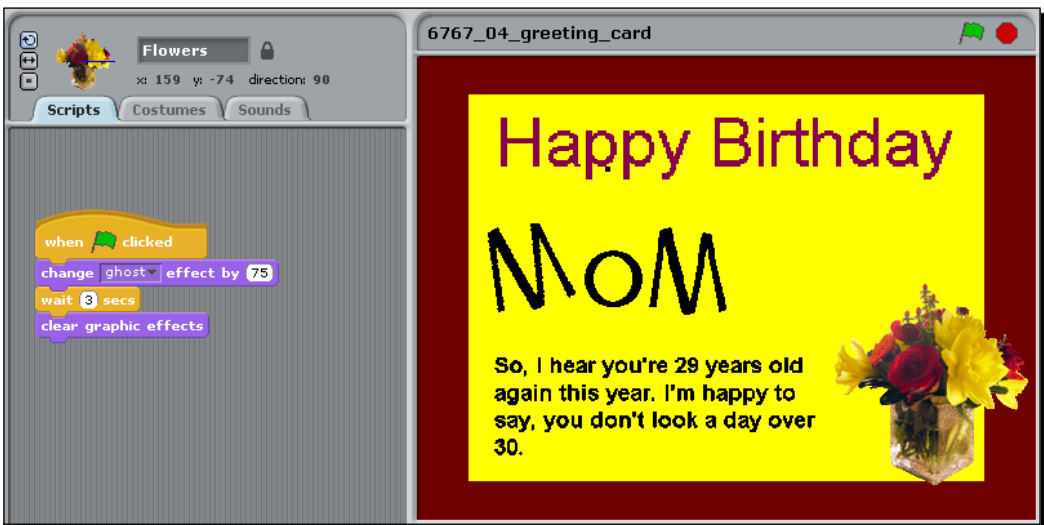 Flowers
x: 159 y: -74 direction: 90
Scripts Costumes Sounds
when clicked
change ghost effect by 75
wait 3 secs
clear graphic effects
6767_04_greeting_card
Happy Birthday
MoM
So, I hear you're 29 years old
again this year. I'm happy to
say, you don't look a day over
30.